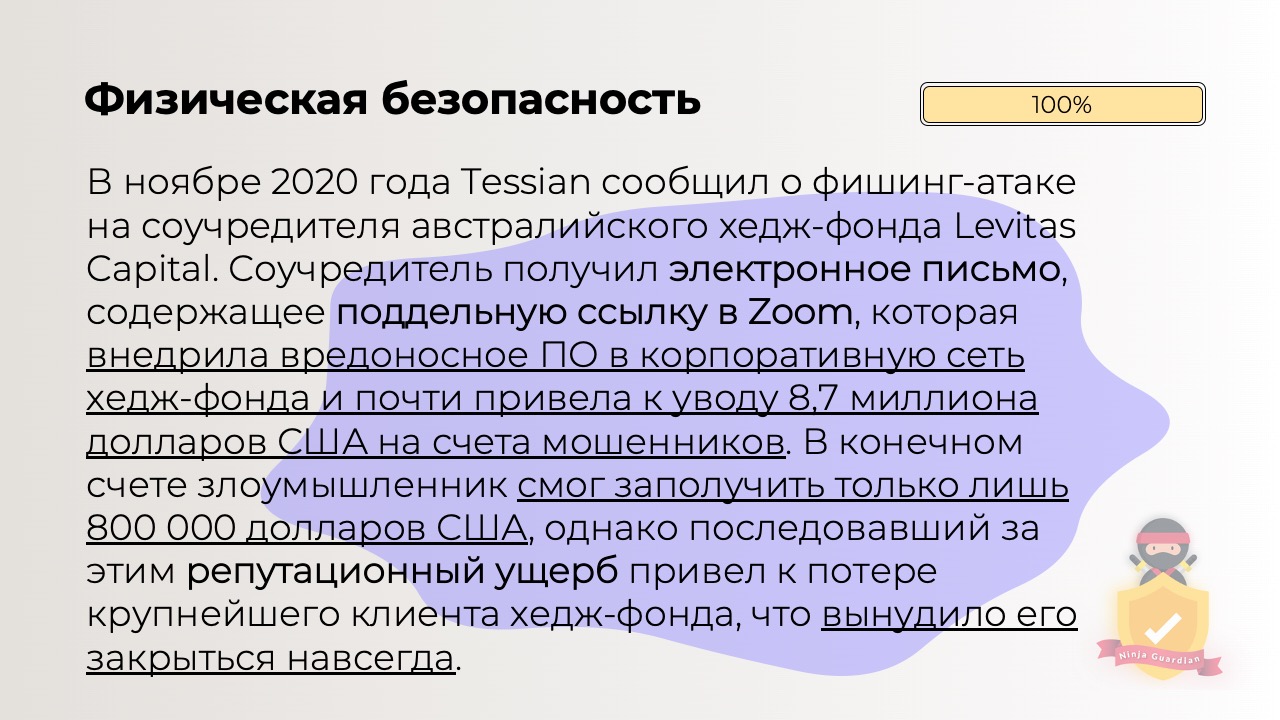 Физическая безопасность
100%
В ноябре 2020 года Tessian сообщил о фишинг-атаке
на соучредителя австралийского хедж-фонда Levitas
Capital. Соучредитель получил электронное письмо,
содержащее поддельную ссылку в Zoom, которая
внедрила вредоносное ПО в корпоративную сеть
хедж-фонда и почти привела к уводу 8,7 миллиона
долларов США на счета мошенников. В конечном
счете злоумышленник смог заполучить только лишь
800 000 долларов США, однако последовавший за
этим репутационный ущерб привел к потере
крупнейшего клиента хедж-фонда, что вынудило его
закрыться навсегда.
Ninja Guardian